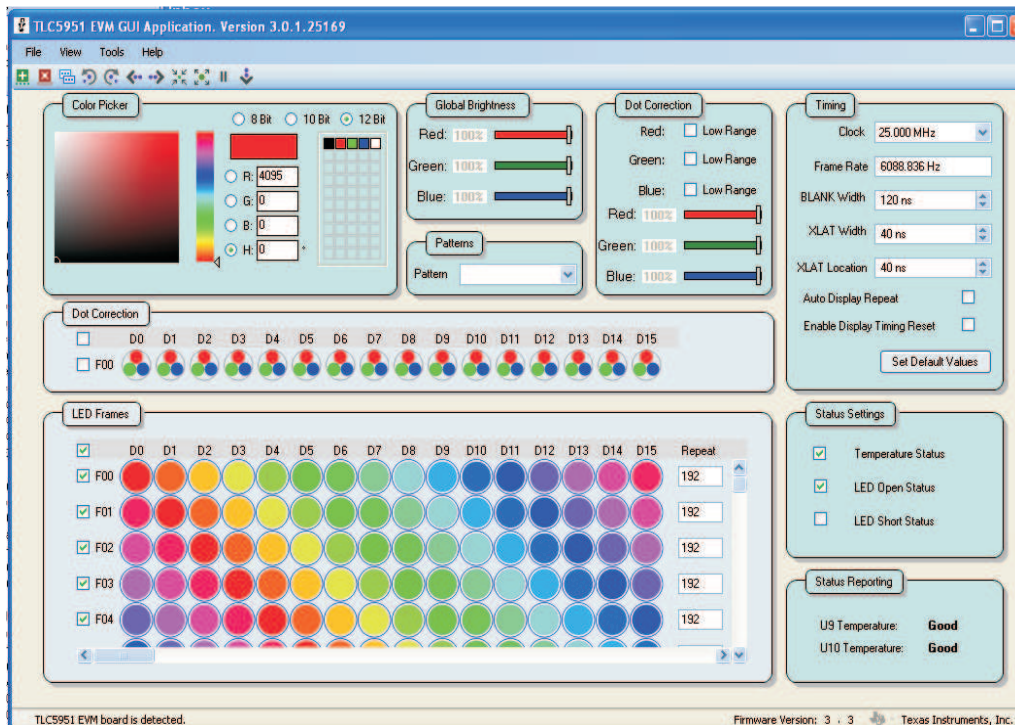 TLC5951 EVM GUI Application. Version 3.0.1.25169
File View Tools Help
Color Picker
8 Bit 10 Bit 12 Bit
R: 4095
G: 0
B: 0
H: 0 °
Global Brightness
Red: 100%
Green: 100%
Blue: 100%
Patterns
Pattern
Dot Correction
Red: Low Range
Green: Low Range
Blue: Low Range
Red: 100%
Green: 100%
Blue: 100%
Timing
Clock 25.000 MHz
Frame Rate 6088.836 Hz
BLANK Width 120 ns
XLAT Width 40 ns
XLAT Location 40 ns
Auto Display Repeat
Enable Display Timing Reset
Set Default Values
Dot Correction
D0 D1 D2 D3 D4 D5 D6 D7 D8 D9 D10 D11 D12 D13 D14 D15
F00
LED Frames
D0 D1 D2 D3 D4 D5 D6 D7 D8 D9 D10 D11 D12 D13 D14 D15 Repeat
F00 192
F01 192
F02 192
F03 192
F04 192
Status Settings
Temperature Status
LED Open Status
LED Short Status
Status Reporting
U9 Temperature: Good
U10 Temperature: Good
TLC5951 EVM board is detected.
Firmware Version: 3 . 3 Texas Instruments, Inc.